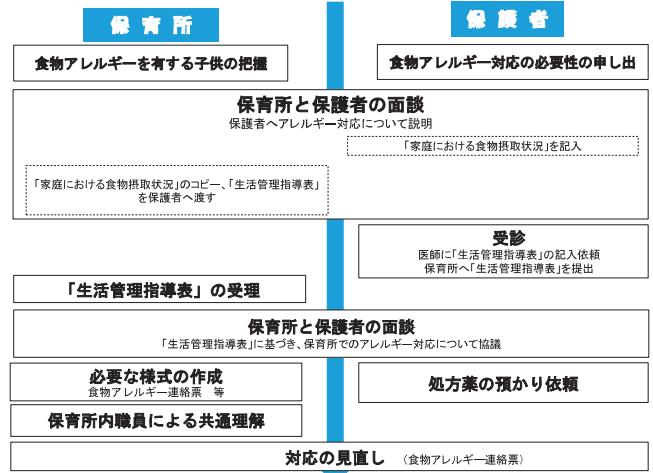 保育所
保護者
食物アレルギーを有する子供の把握
食物アレルギー対応の必要性の申し出
保育所と保護者の面談
保護者へアレルギー対応について説明
「家庭における食物摂取状況」を記入
「家庭における食物摂取状況」のコピー、「生活管理指導表」
を保護者へ渡す
受診
医師に「生活管理指導表」の記入依頼
保育所へ「生活管理指導表」を提出
「生活管理指導表」の受理
保育所と保護者の面談
「生活管理指導表」に基づき、保育所でのアレルギー対応について協議
必要な様式の作成
食物アレルギー連絡票　等
処方薬の預かり依頼
保育所内職員による共通理解
対応の見直し （食物アレルギー連絡票）